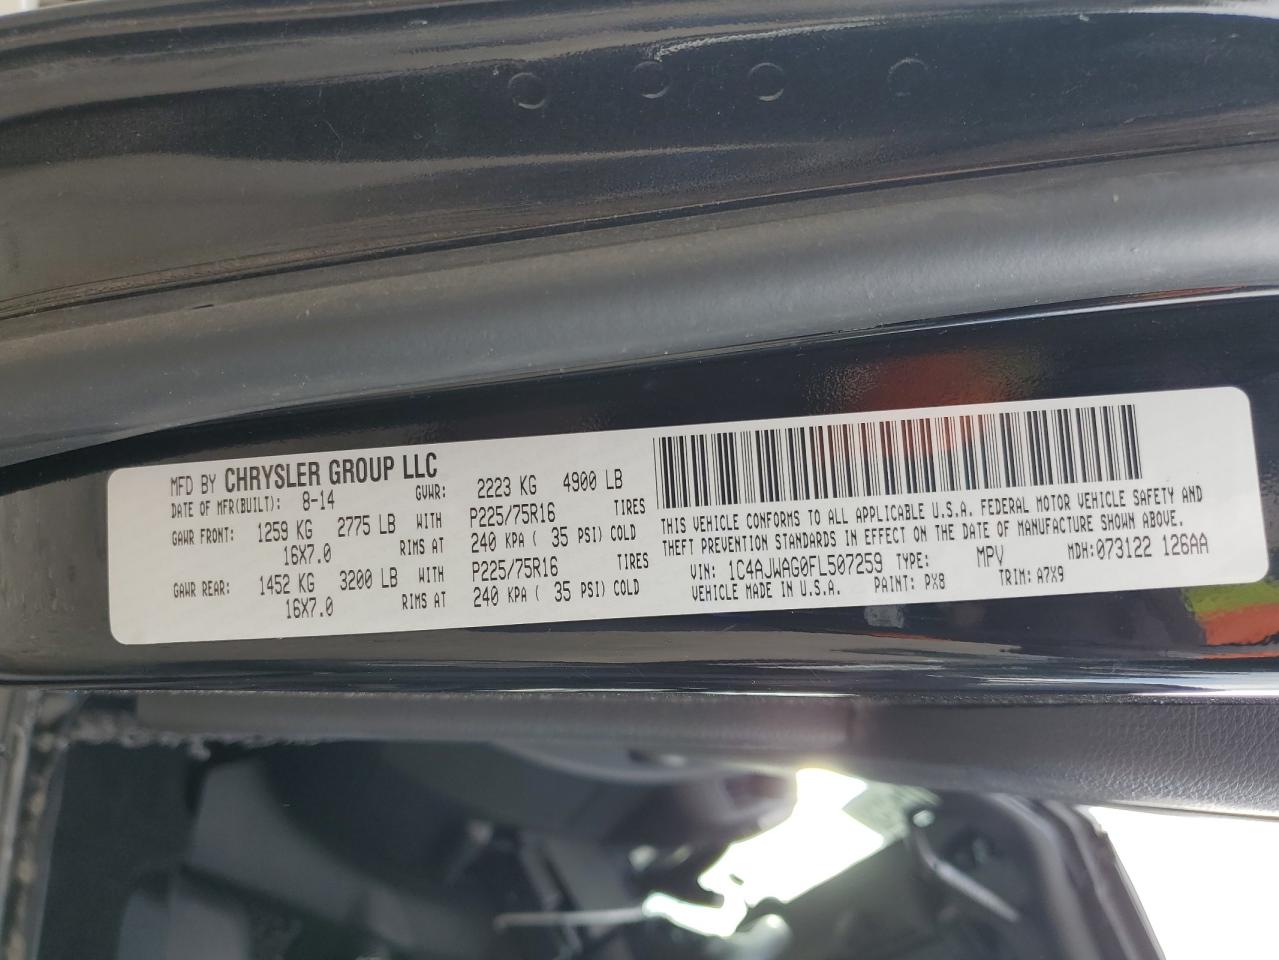 MFD BY CHRYSLER GROUP LLC
DATE OF MFR(BUILT): 8-14 GVWR: 2223 KG 4900 LB
GAWR FRONT: 1259 KG 2775 LB WITH P225/75R16 TIRES
16X7.0 RIMS AT 240 KPA ( 35 PSI) COLD
GAWR REAR: 1452 KG 3200 LB WITH P225/75R16 TIRES
16X7.0 RIMS AT 240 KPA ( 35 PSI) COLD
THIS VEHICLE CONFORMS TO ALL APPLICABLE U.S.A. FEDERAL MOTOR VEHICLE SAFETY AND
THEFT PREVENTION STANDARDS IN EFFECT ON THE DATE OF MANUFACTURE SHOWN ABOVE.
VIN: 1C4AJWAG0FL507259 TYPE: MPV MDH:073122 126AA
VEHICLE MADE IN U.S.A. PAINT: PX8 TRIM: A7X9